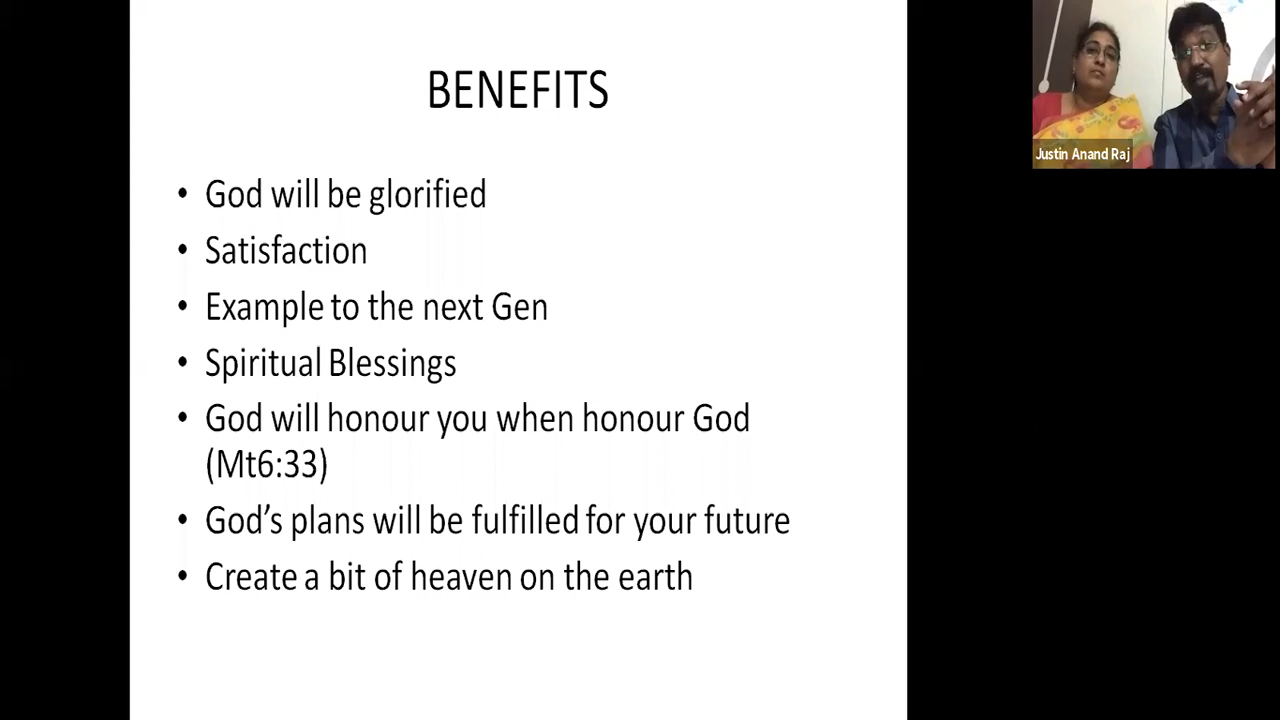 BENEFITS
• God will be glorified
• Satisfaction
• Example to the next Gen
• Spiritual Blessings
• God will honour you when honour God
(Mt6:33)
• God’s plans will be fulfilled for your future
• Create a bit of heaven on the earth
Justin Anand Raj